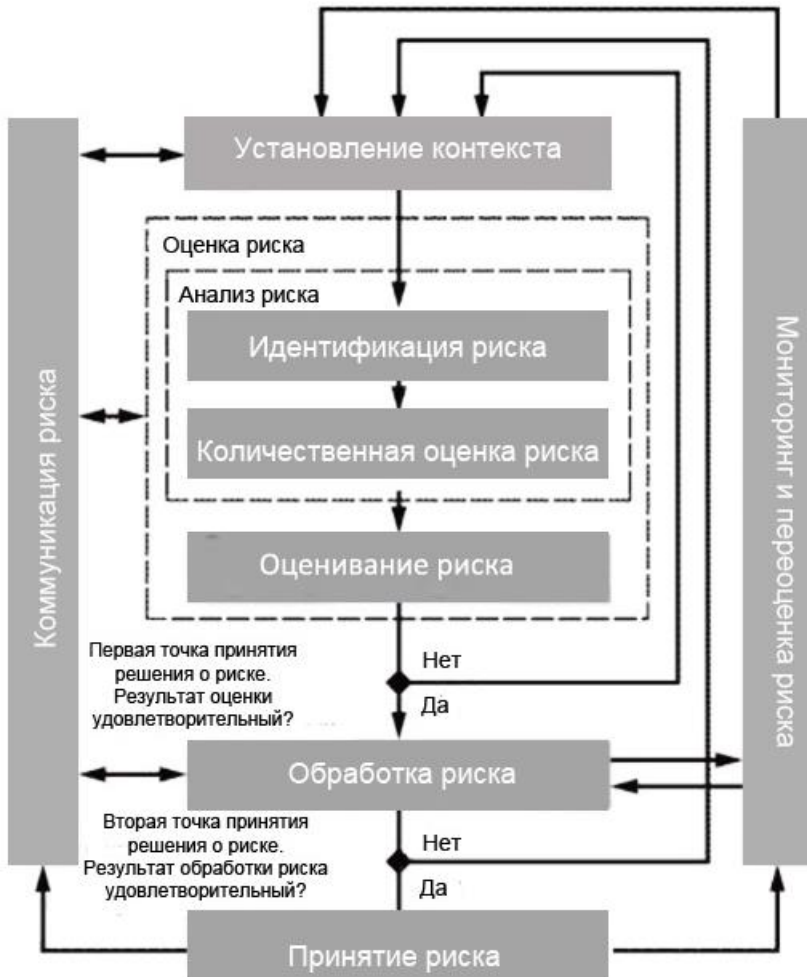 Установление контекста
Оценка риска
Анализ риска
Идентификация риска
Количественная оценка риска
Оценивание риска
Первая точка принятия
решения о риске.
Результат оценки
удовлетворительный?
Нет
Да
Обработка риска
Вторая точка принятия
решения о риске.
Результат обработки риска
удовлетворительный?
Нет
Да
Принятие риска
Коммуникация риска
Мониторинг и переоценка риска